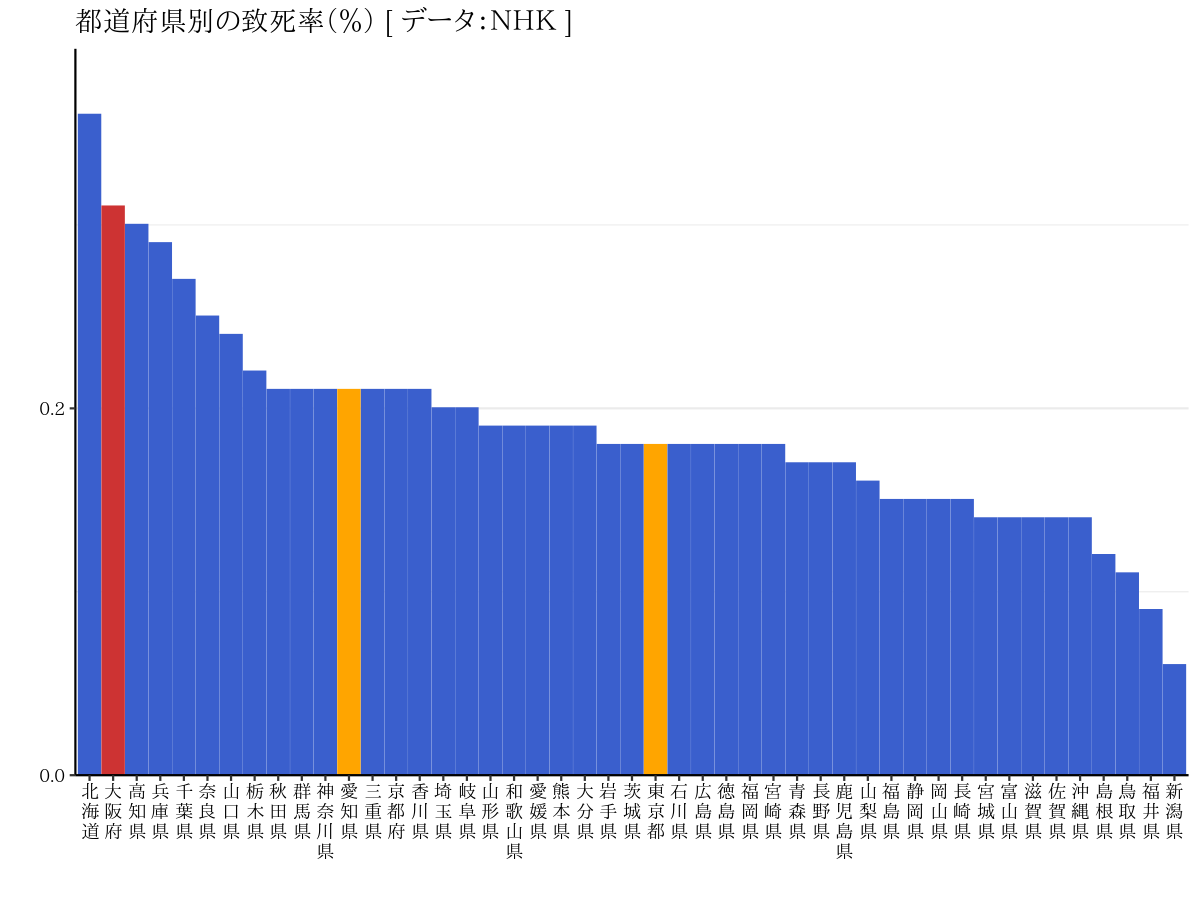 都道府県別の致死率(%) [ データ:NHK ]
0.2
0.0
北海道
大阪府
高知県
兵庫県
千葉県
奈良県
山口県
栃木県
秋田県
群馬県
神奈川県
愛知県
三重県
京都府
香川県
埼玉県
岐阜県
山形県
和歌山県
愛媛県
熊本県
大分県
岩手県
茨城県
東京都
石川県
広島県
徳島県
福岡県
宮崎県
青森県
長野県
鹿児島県
山梨県
福島県
静岡県
岡山県
長崎県
宮城県
富山県
滋賀県
佐賀県
沖縄県
島根県
鳥取県
福井県
新潟県